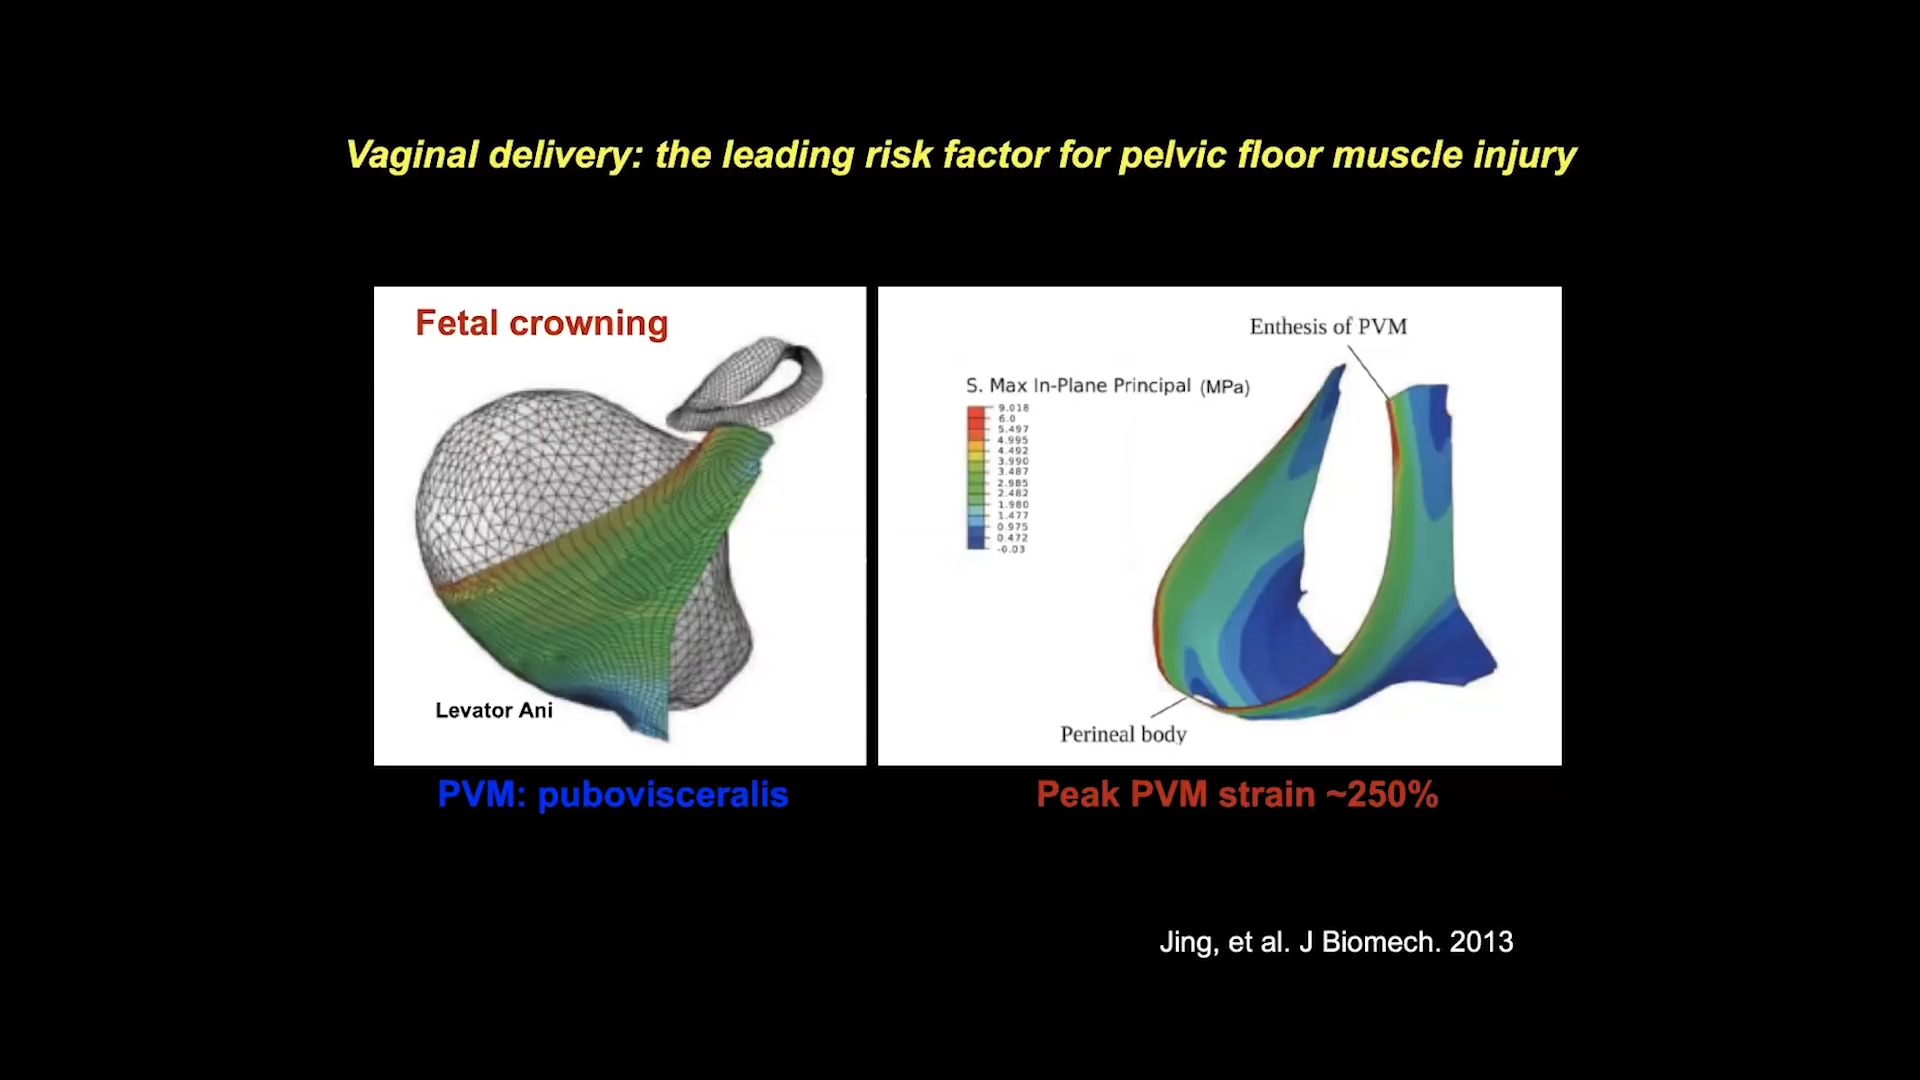 Vaginal delivery: the leading risk factor for pelvic floor muscle injury
Fetal crowning
Levator Ani
PVM: pubovisceralis
Enthesis of PVM
S. Max In-Plane Principal (MPa)
9.018
6.0
5.497
4.995
4.492
3.990
3.487
2.985
2.482
1.980
1.477
0.975
0.472
-0.03
Perineal body
Peak PVM strain ~250%
Jing, et al. J Biomech. 2013